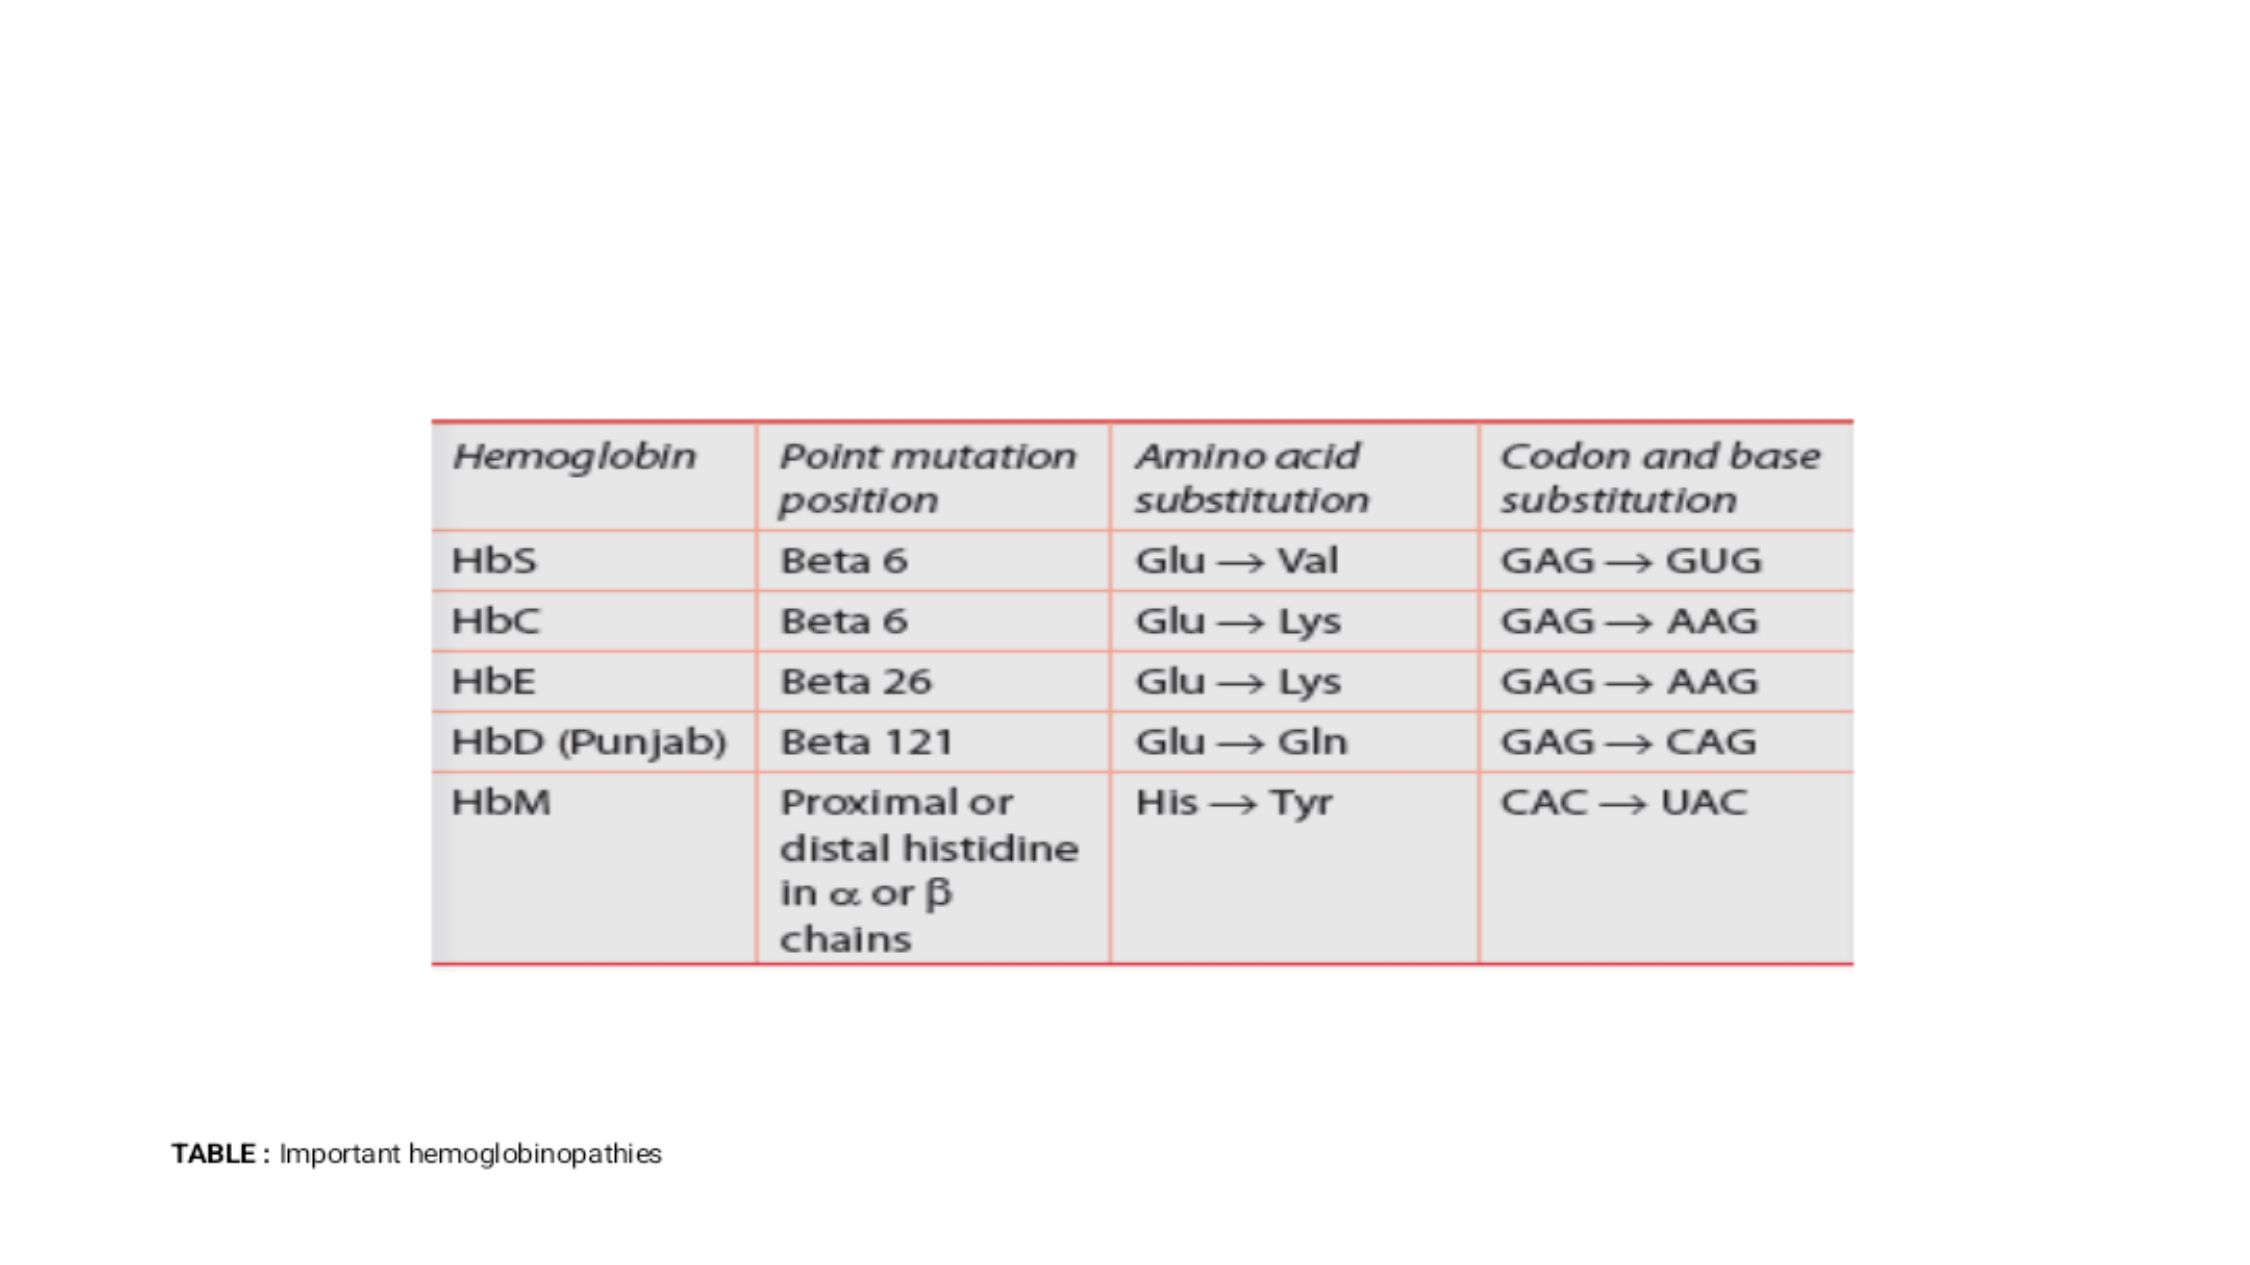 Hemoglobin | Point mutation position | Amino acid substitution | Codon and base substitution
HbS | Beta 6 | Glu → Val | GAG → GUG
HbC | Beta 6 | Glu → Lys | GAG → AAG
HbE | Beta 26 | Glu → Lys | GAG → AAG
HbD (Punjab) | Beta 121 | Glu → Gln | GAG → CAG
HbM | Proximal or distal histidine in α or β chains | His → Tyr | CAC → UAC
TABLE : Important hemoglobinopathies